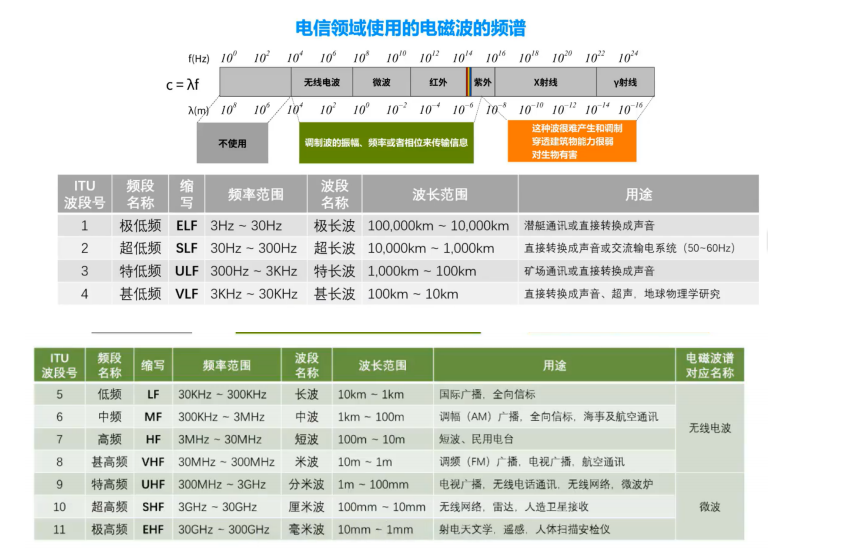 电信领域使用的电磁波的频谱
f(Hz) 10^0 10^2 10^4 10^6 10^8 10^10 10^12 10^14 10^16 10^18 10^20 10^22 10^24
c = λf 无线电波 微波 红外 紫外 X射线 γ射线
λ(m) 10^8 10^6 10^4 10^2 10^0 10^-2 10^-4 10^-6 10^-8 10^-10 10^-12 10^-14 10^-16
不使用
调制波的振幅、频率或者相位来传输信息
这种波很难产生和调制
穿透建筑物能力很弱
对生物有害
ITU波段号 频段名称 缩写 频率范围 波段名称 波长范围 用途
1 极低频 ELF 3Hz ~ 30Hz 极长波 100,000km ~ 10,000km 潜艇通讯或直接转换成声音
2 超低频 SLF 30Hz ~ 300Hz 超长波 10,000km ~ 1,000km 直接转换成声音或交流输电系统（50~60Hz）
3 特低频 ULF 300Hz ~ 3KHz 特长波 1,000km ~ 100km 矿场通讯或直接转换成声音
4 甚低频 VLF 3KHz ~ 30KHz 甚长波 100km ~ 10km 直接转换成声音、超声、地球物理学研究
ITU波段号 频段名称 缩写 频率范围 波段名称 波长范围 用途 电磁波谱对应名称
5 低频 LF 30KHz ~ 300KHz 长波 10km ~ 1km 国际广播、全向信标
6 中频 MF 300KHz ~ 3MHz 中波 1km ~ 100m 调幅（AM）广播、全向信标、海事及航空通讯
无线电波
7 高频 HF 3MHz ~ 30MHz 短波 100m ~ 10m 短波、民用电台
8 甚高频 VHF 30MHz ~ 300MHz 米波 10m ~ 1m 调频（FM）广播、电视广播、航空通讯
9 特高频 UHF 300MHz ~ 3GHz 分米波 1m ~ 100mm 电视广播、无线电话通讯、无线网络、微波炉
10 超高频 SHF 3GHz ~ 30GHz 厘米波 100mm ~ 10mm 无线网络、雷达、人造卫星接收 微波
11 极高频 EHF 30GHz ~ 300GHz 毫米波 10mm ~ 1mm 射电天文学、遥感、人体扫描安检仪